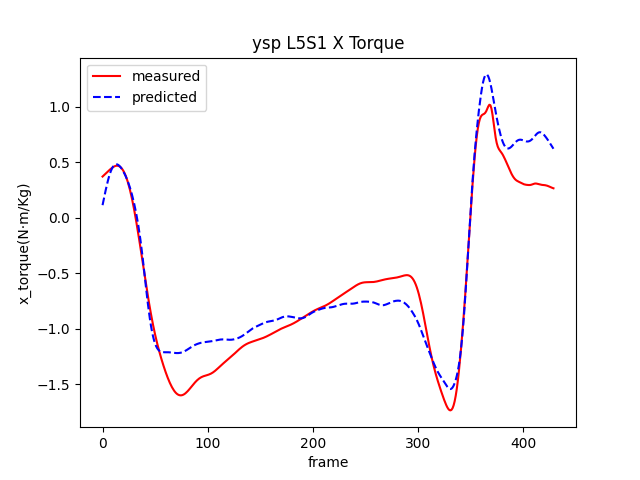 ysp L5S1 X Torque
measured
predicted
x_torque(N·m/Kg)
1.0
0.5
0.0
−0.5
−1.0
−1.5
0 100 200 300 400
frame